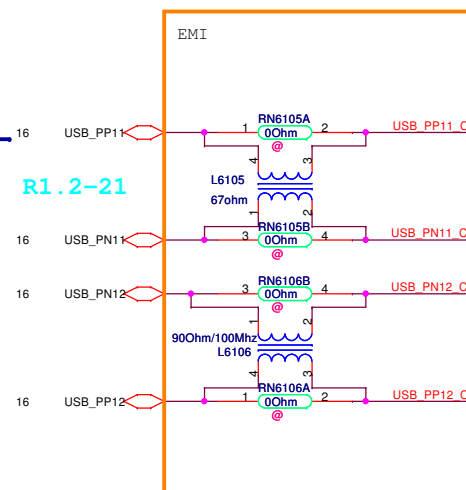 EMI
RN6105A
16 USB_PP11 1 0Ohm 2 USB_PP11_C
@
4 3
L6105
R1.2-21
67ohm
1 2
RN6105B
16 USB_PN11 3 0Ohm 4 USB_PN11_C
@
RN6106B
16 USB_PN12 3 0Ohm 4 USB_PN12_C
@
1 2
90Ohm/100Mhz
L6106
4 3
RN6106A
16 USB_PP12 1 0Ohm 2 USB_PP12_C
@